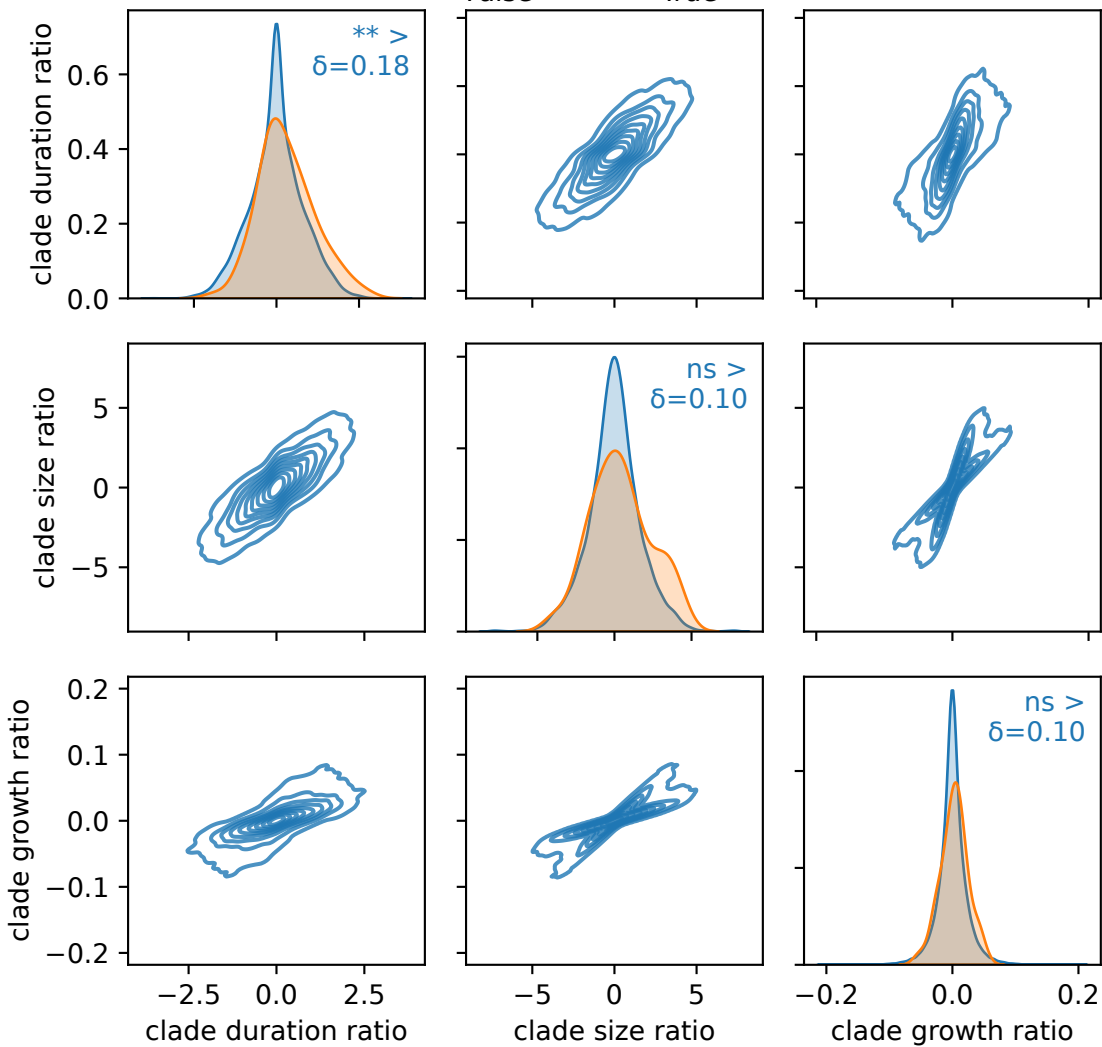 clade duration ratio
0.6
0.4
0.2
0.0
** >
δ=0.18
clade size ratio
5
0
−5
ns >
δ=0.10
clade growth ratio
0.2
0.1
0.0
−0.1
−0.2
ns >
δ=0.10
−2.5 0.0 2.5
−5 0 5
−0.2 0.0 0.2
clade duration ratio
clade size ratio
clade growth ratio